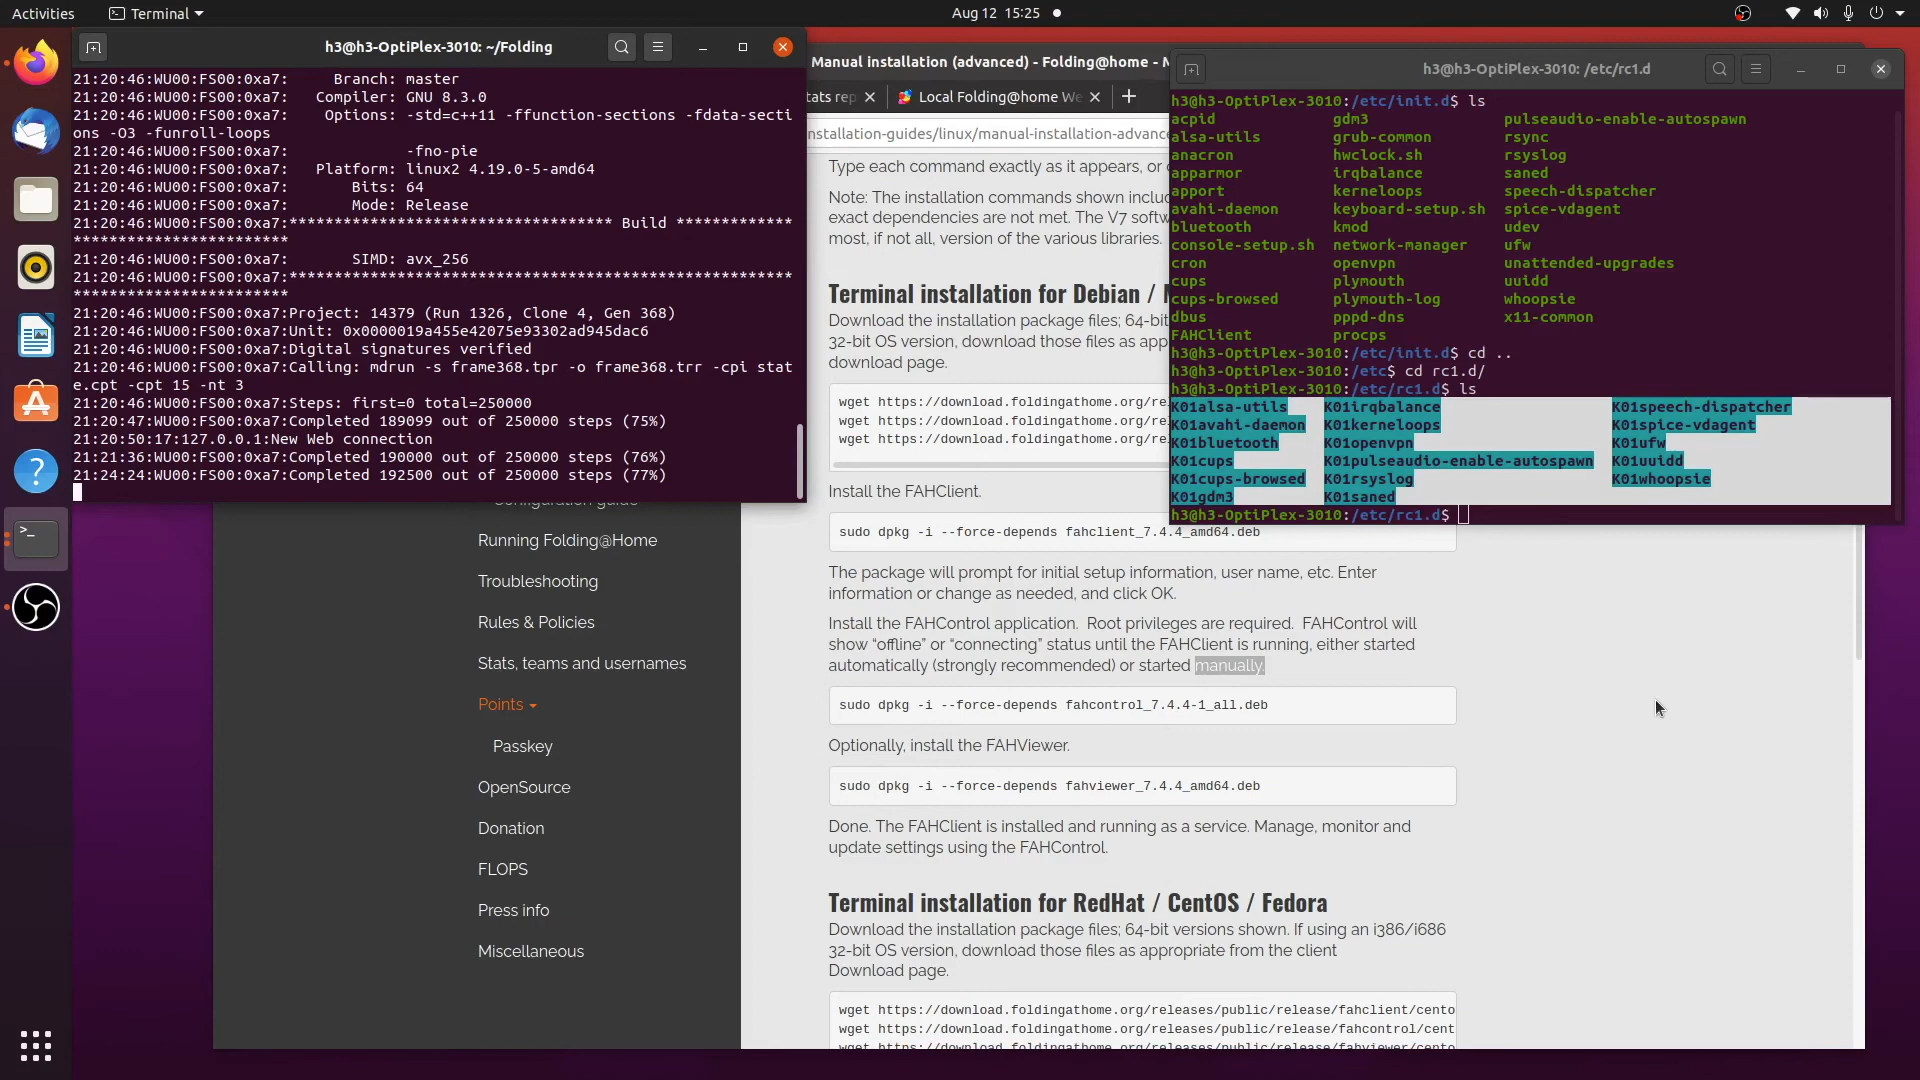 Activities
Terminal
Aug 12 15:25
h3@h3-OptiPlex-3010: ~/Folding
21:20:46:WU00:FS00:0xa7:     Branch: master
21:20:46:WU00:FS00:0xa7:   Compiler: GNU 8.3.0
21:20:46:WU00:FS00:0xa7:    Options: -std=c++11 -ffunction-sections -fdata-secti
ons -O3 -funroll-loops
21:20:46:WU00:FS00:0xa7:             -fno-pie
21:20:46:WU00:FS00:0xa7:   Platform: linux2 4.19.0-5-amd64
21:20:46:WU00:FS00:0xa7:       Bits: 64
21:20:46:WU00:FS00:0xa7:       Mode: Release
21:20:46:WU00:FS00:0xa7:************************************ Build *************
************************
21:20:46:WU00:FS00:0xa7:       SIMD: avx_256
21:20:46:WU00:FS00:0xa7:********************************************************
************************
21:20:46:WU00:FS00:0xa7:Project: 14379 (Run 1326, Clone 4, Gen 368)
21:20:46:WU00:FS00:0xa7:Unit: 0x0000019a455e42075e93302ad945dac6
21:20:46:WU00:FS00:0xa7:Digital signatures verified
21:20:46:WU00:FS00:0xa7:Calling: mdrun -s frame368.tpr -o frame368.trr -cpi stat
e.cpt -cpt 15 -nt 3
21:20:46:WU00:FS00:0xa7:Steps: first=0 total=250000
21:20:47:WU00:FS00:0xa7:Completed 189099 out of 250000 steps (75%)
21:20:50:17:127.0.0.1:New Web connection
21:21:36:WU00:FS00:0xa7:Completed 190000 out of 250000 steps (76%)
21:24:24:WU00:FS00:0xa7:Completed 192500 out of 250000 steps (77%)
Manual installation (advanced) - Folding@home - M
tats rep
Local Folding@home We
nstallation-guides/linux/manual-installation-advance
Type each command exactly as it appears, or
Note: The installation commands shown inclu
exact dependencies are not met. The V7 softw
most, if not all, version of the various libraries.
Terminal installation for Debian /
Download the installation package files; 64-bit
32-bit OS version, download those files as app
download page.
wget https://download.foldingathome.org/re
wget https://download.foldingathome.org/re
wget https://download.foldingathome.org/re
Install the FAHClient.
sudo dpkg -i --force-depends fahclient_7.4.4_amd64.deb
The package will prompt for initial setup information, user name, etc. Enter
information or change as needed, and click OK.
Install the FAHControl application.  Root privileges are required.  FAHControl will
show “offline” or “connecting” status until the FAHClient is running, either started
automatically (strongly recommended) or started manually.
sudo dpkg -i --force-depends fahcontrol_7.4.4-1_all.deb
Optionally, install the FAHViewer.
sudo dpkg -i --force-depends fahviewer_7.4.4_amd64.deb
Done. The FAHClient is installed and running as a service. Manage, monitor and
update settings using the FAHControl.
Terminal installation for RedHat / CentOS / Fedora
Download the installation package files; 64-bit versions shown. If using an i386/i686
32-bit OS version, download those files as appropriate from the client
Download page.
wget https://download.foldingathome.org/releases/public/release/fahclient/cento
wget https://download.foldingathome.org/releases/public/release/fahcontrol/cent
wget https://download.foldingathome.org/releases/public/release/fahviewer/cento
Configuration guide
Running Folding@Home
Troubleshooting
Rules & Policies
Stats, teams and usernames
Points
Passkey
OpenSource
Donation
FLOPS
Press info
Miscellaneous
h3@h3-OptiPlex-3010: /etc/rc1.d
h3@h3-OptiPlex-3010:/etc/init.d$ ls
acpid             gdm3               pulseaudio-enable-autospawn
alsa-utils        grub-common        rsync
anacron           hwclock.sh         rsyslog
apparmor          irqbalance         saned
apport            kerneloops         speech-dispatcher
avahi-daemon      keyboard-setup.sh  spice-vdagent
bluetooth         kmod               udev
console-setup.sh  network-manager    ufw
cron              openvpn            unattended-upgrades
cups              plymouth           uuidd
cups-browsed      plymouth-log       whoopsie
dbus              pppd-dns           x11-common
FAHClient         procps
h3@h3-OptiPlex-3010:/etc/init.d$ cd ..
h3@h3-OptiPlex-3010:/etc$ cd rc1.d/
h3@h3-OptiPlex-3010:/etc/rc1.d$ ls
K01alsa-utils    K01irqbalance                   K01speech-dispatcher
K01avahi-daemon  K01kerneloops                   K01spice-vdagent
K01bluetooth     K01openvpn                      K01ufw
K01cups          K01pulseaudio-enable-autospawn  K01uuidd
K01cups-browsed  K01rsyslog                      K01whoopsie
K01gdm3          K01saned
h3@h3-OptiPlex-3010:/etc/rc1.d$